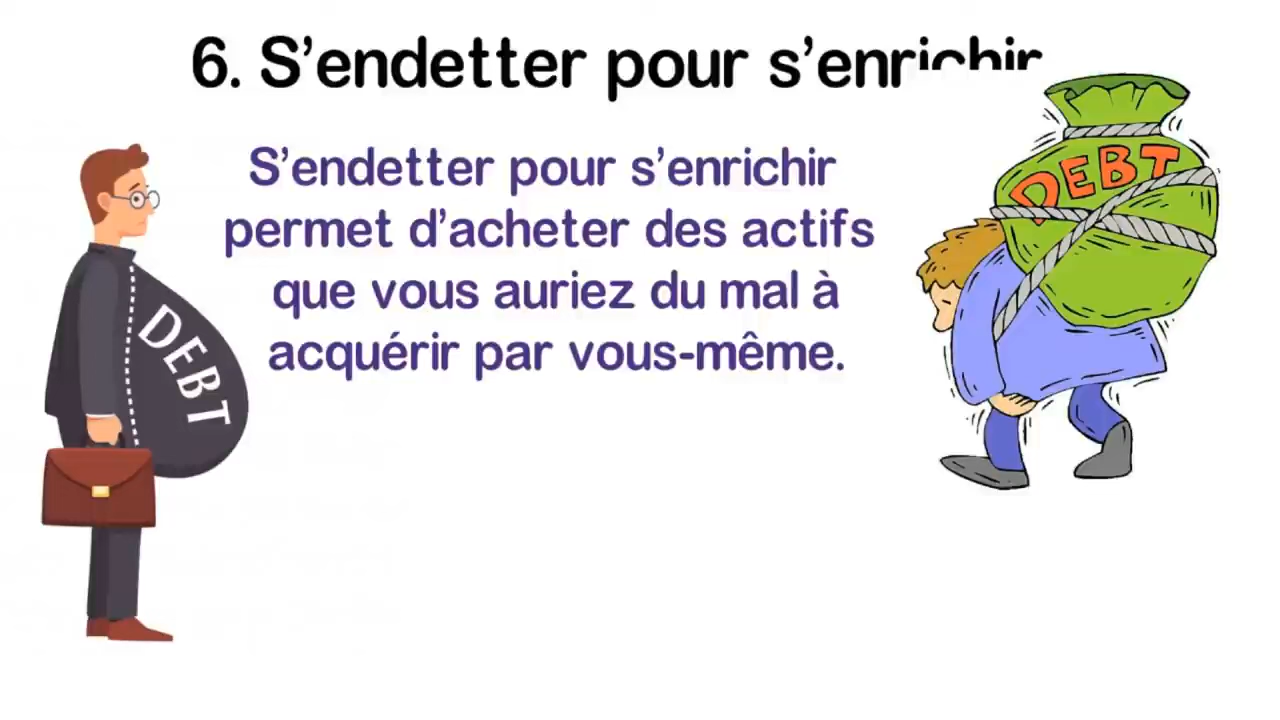 6. S'endetter pour s'enrichir
S'endetter pour s'enrichir
permet d'acheter des actifs
que vous auriez du mal à
acquérir par vous-même.
DEBT
DEBT